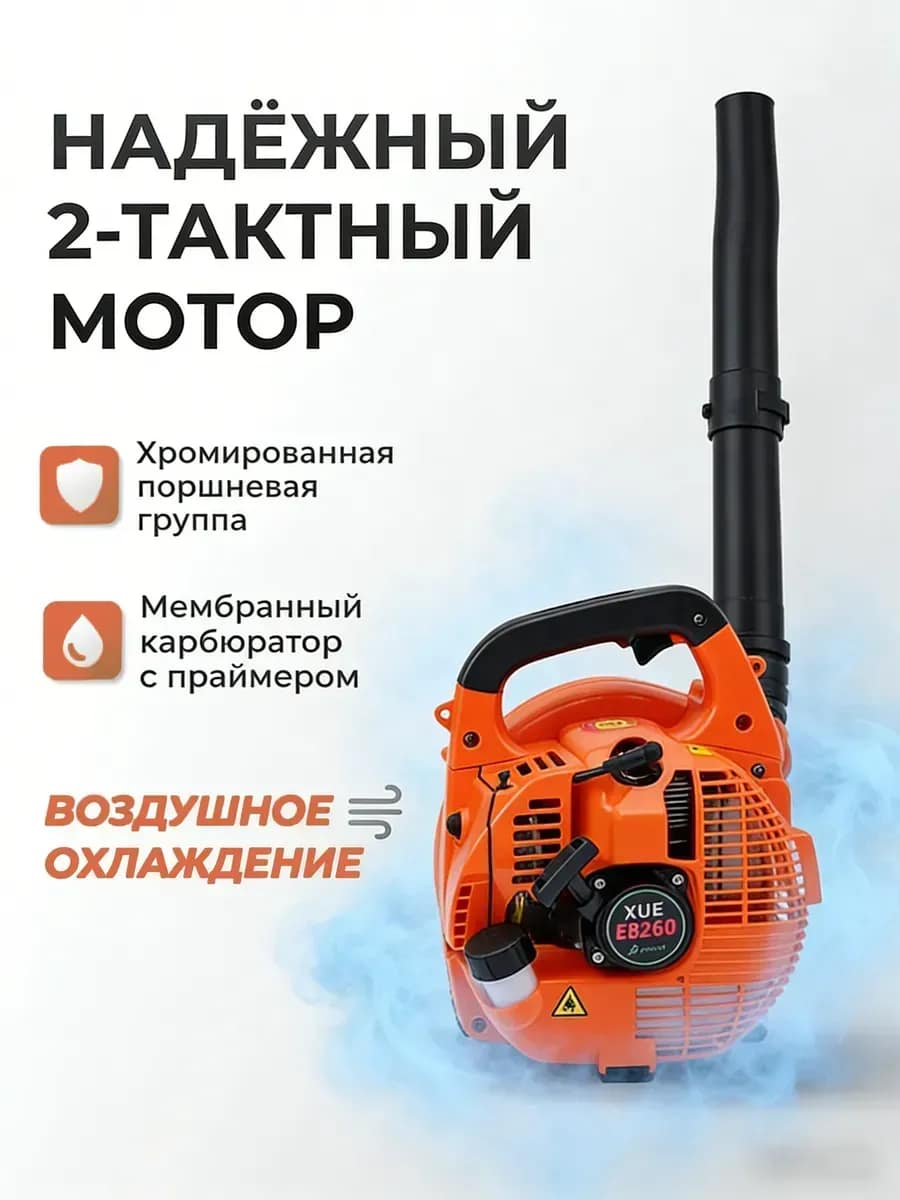 НАДЁЖНЫЙ
2-ТАКТНЫЙ
МОТОР
Хромированная
поршневая
группа
Мембранный
карбюратор
с праймером
ВОЗДУШНОЕ
ОХЛАЖДЕНИЕ
XUE
EB260